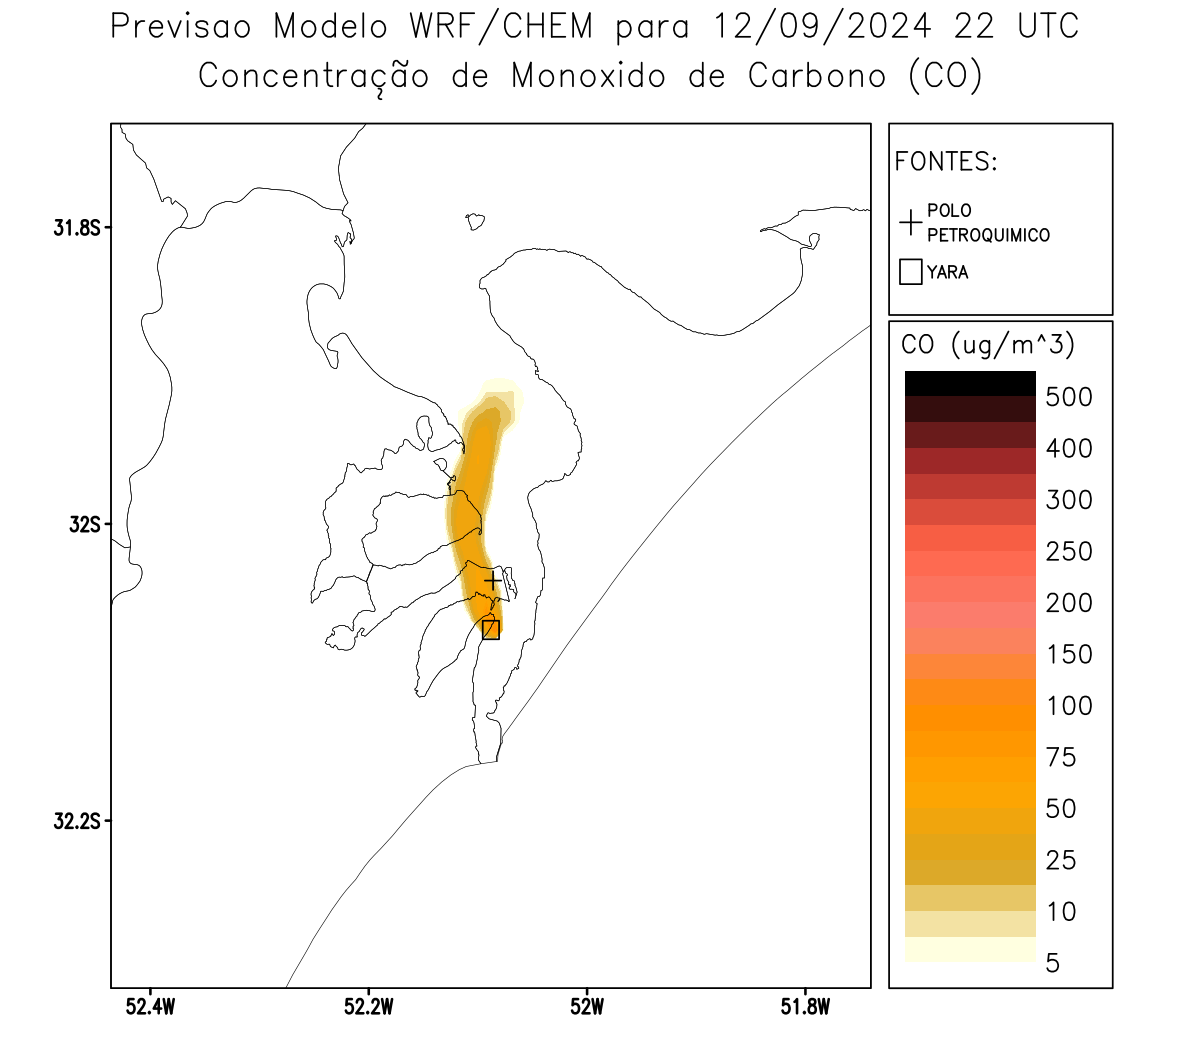 Previsao Modelo WRF/CHEM para 12/09/2024 22 UTC
Concentração de Monoxido de Carbono (CO)
FONTES:
POLO
PETROQUIMICO
YARA
31.8S
32S
32.2S
52.4W
52.2W
52W
51.8W
CO (ug/m^3)
500
400
300
250
200
150
100
75
50
25
10
5